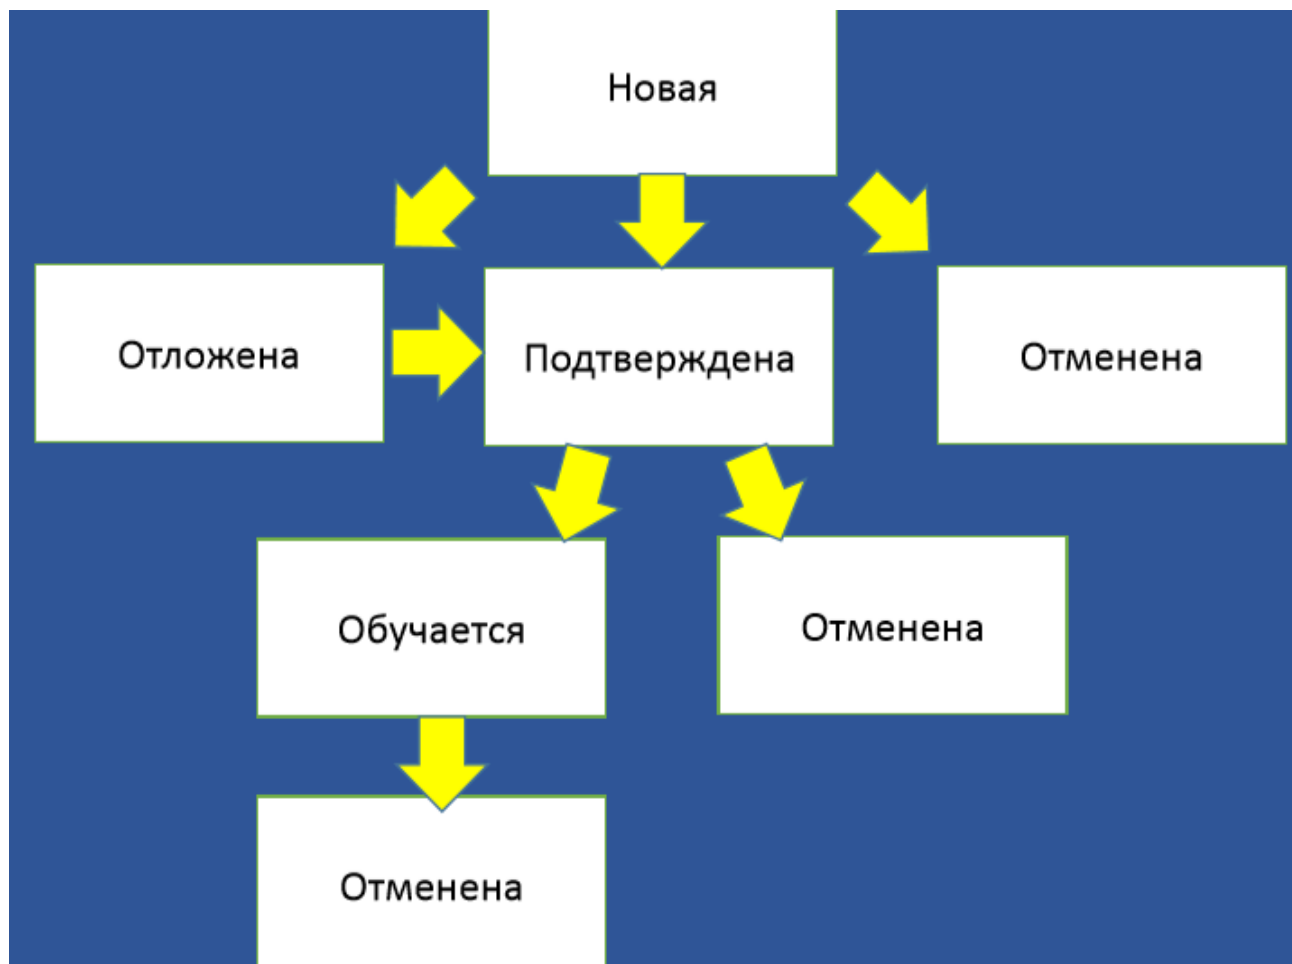 Новая
Отложена
Подтверждена
Отменена
Обучается
Отменена
Отменена